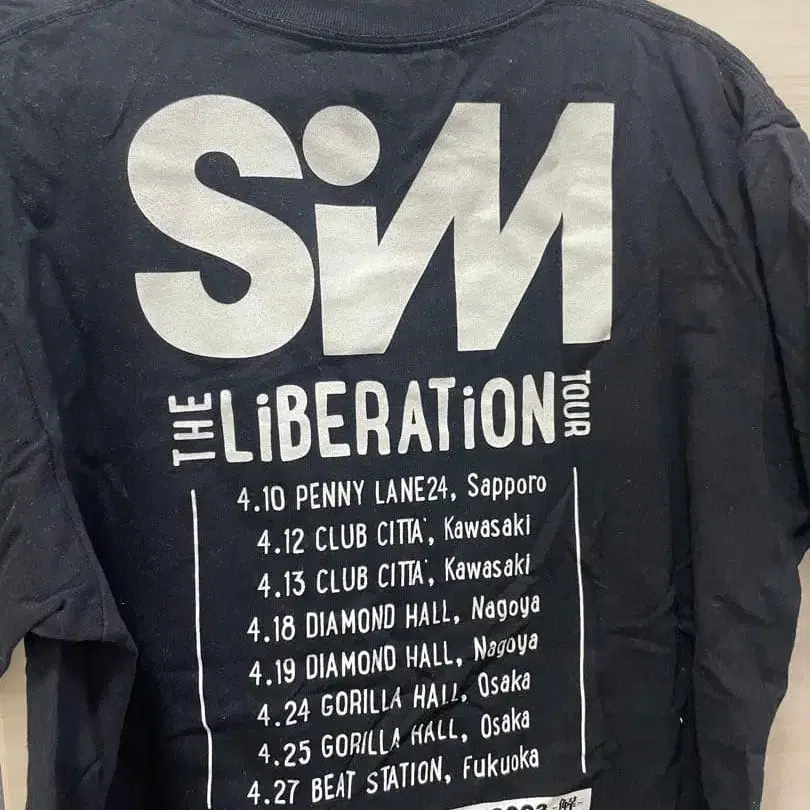 SiM
THE LiBERATiON TOUR
4.10 PENNY LANE24, Sapporo
4.12 CLUB CITTA', Kawasaki
4.13 CLUB CITTA', Kawasaki
4.18 DIAMOND HALL, Nagoya
4.19 DIAMOND HALL, Nagoya
4.24 GORILLA HALL, Osaka
4.25 GORILLA HALL, Osaka
4.27 BEAT STATION, Fukuoka